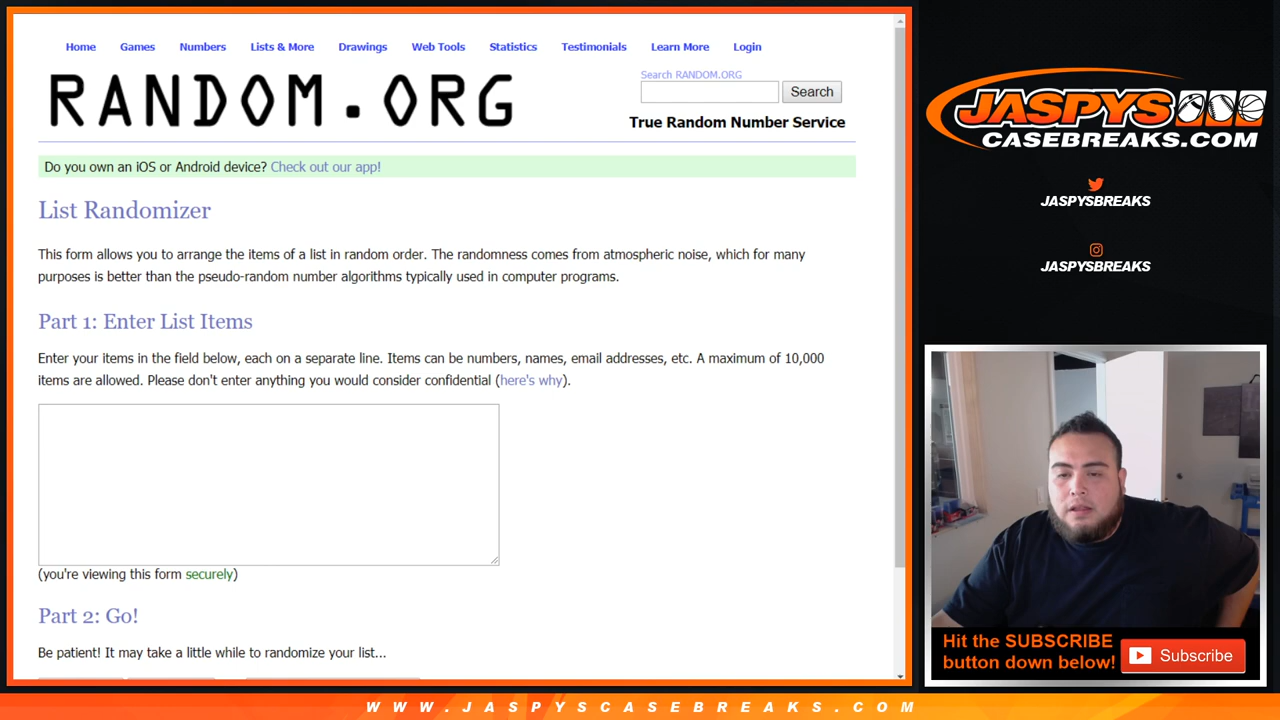 Home Games Numbers Lists & More Drawings Web Tools Statistics Testimonials Learn More Login
RANDOM.ORG
Search RANDOM.ORG
Search
True Random Number Service
Do you own an iOS or Android device? Check out our app!
List Randomizer
This form allows you to arrange the items of a list in random order. The randomness comes from atmospheric noise, which for many
purposes is better than the pseudo-random number algorithms typically used in computer programs.
Part 1: Enter List Items
Enter your items in the field below, each on a separate line. Items can be numbers, names, email addresses, etc. A maximum of 10,000
items are allowed. Please don't enter anything you would consider confidential (here's why).
(you're viewing this form securely)
Part 2: Go!
Be patient! It may take a little while to randomize your list...
JASPYS
CASEBREAKS.COM
JASPYSBREAKS
JASPYSBREAKS
Hit the SUBSCRIBE
button down below!
Subscribe
WWW.JASPYSCASEBREAKS.COM